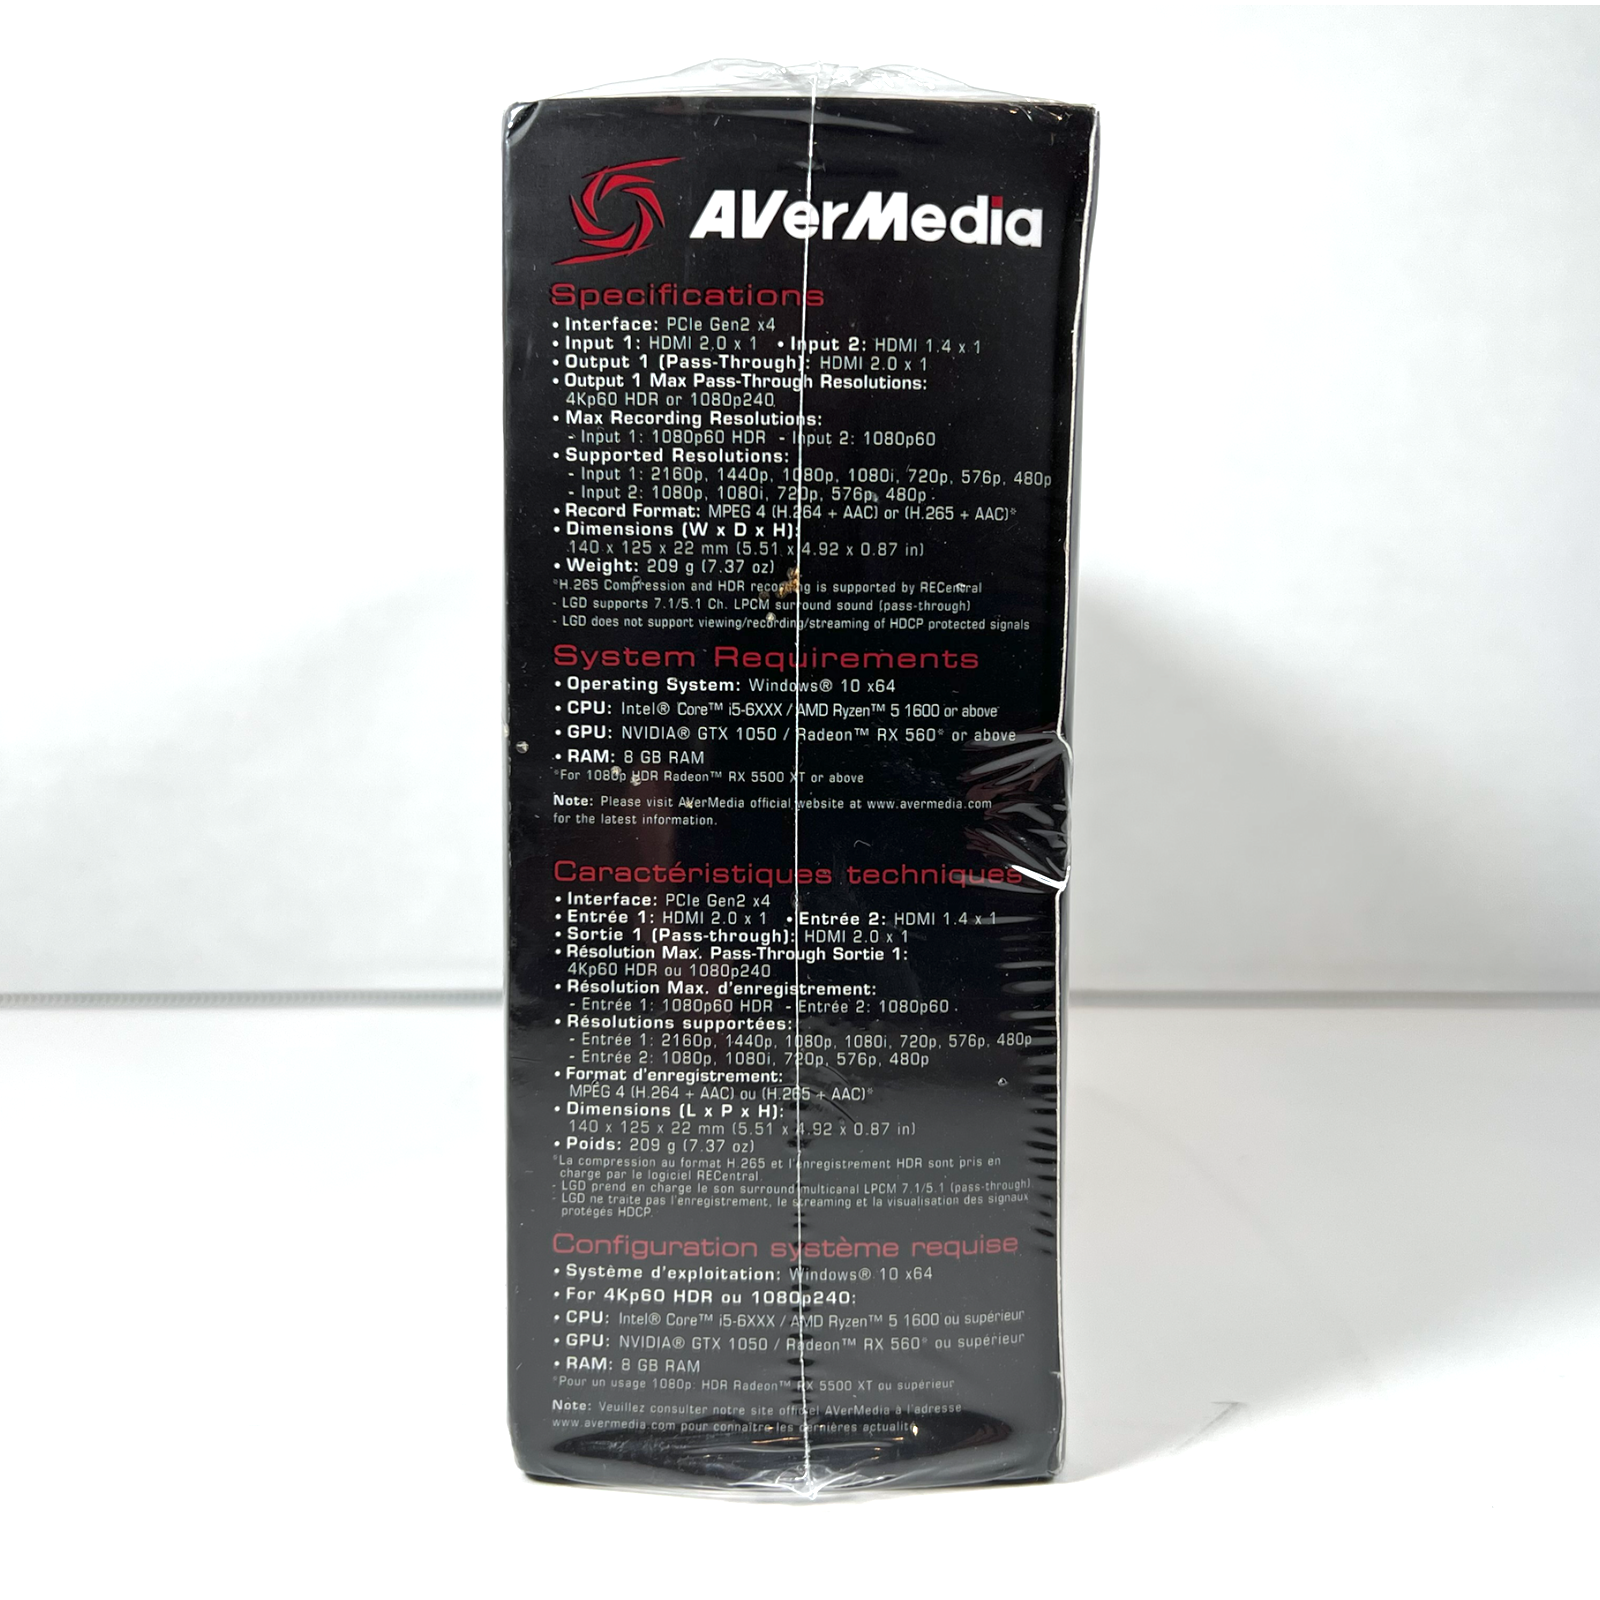 AVerMedia
Specifications
• Interface: PCIe Gen2 x4
• Input 1: HDMI 2.0 x 1 • Input 2: HDMI 1.4 x 1
• Output 1 (Pass-Through): HDMI 2.0 x 1
• Output 1 Max Pass-Through Resolutions:
4Kp60 HDR or 1080p240
• Max Recording Resolutions:
- Input 1: 1080p60 HDR - Input 2: 1080p60
• Supported Resolutions:
- Input 1: 2160p, 1440p, 1080p, 1080i, 720p, 576p, 480p
- Input 2: 1080p, 1080i, 720p, 576p, 480p
• Record Format: MPEG 4 (H.264 + AAC) or (H.265 + AAC)*
• Dimensions (W x D x H):
140 x 125 x 22 mm (5.51 x 4.92 x 0.87 in)
• Weight: 209 g (7.37 oz)
*H.265 Compression and HDR recording is supported by RECentral
- LGD supports 7.1/5.1 Ch. LPCM surround sound (pass-through)
- LGD does not support viewing/recording/streaming of HDCP protected signals
System Requirements
• Operating System: Windows® 10 x64
• CPU: Intel® Core™ i5-6XXX / AMD Ryzen™ 5 1600 or above
• GPU: NVIDIA® GTX 1050 / Radeon™ RX 560* or above
• RAM: 8 GB RAM
*For 1080p HDR Radeon™ RX 5500 XT or above
Note: Please visit AVerMedia official website at www.avermedia.com
for the latest information.
Caractéristiques techniques
• Interface: PCIe Gen2 x4
• Entrée 1: HDMI 2.0 x 1 • Entrée 2: HDMI 1.4 x 1
• Sortie 1 (Pass-through): HDMI 2.0 x 1
• Résolution Max. Pass-Through Sortie 1:
4Kp60 HDR ou 1080p240
• Résolution Max. d'enregistrement:
- Entrée 1: 1080p60 HDR - Entrée 2: 1080p60
• Résolutions supportées:
- Entrée 1: 2160p, 1440p, 1080p, 1080i, 720p, 576p, 480p
- Entrée 2: 1080p, 1080i, 720p, 576p, 480p
• Format d'enregistrement:
MPÉG 4 (H.264 + AAC) ou (H.265 + AAC)*
• Dimensions (L x P x H):
140 x 125 x 22 mm (5.51 x 4.92 x 0.87 in)
• Poids: 209 g (7.37 oz)
*La compression au format H.265 et l'enregistrement HDR sont pris en
charge par le logiciel RECentral.
- LGD prend en charge le son surround multicanal LPCM 7.1/5.1 (pass-through)
- LGD ne traite pas l'enregistrement, le streaming et la visualisation des signaux
protégés HDCP.
Configuration système requise
• Système d'exploitation: Windows® 10 x64
• For 4Kp60 HDR ou 1080p240:
• CPU: Intel® Core™ i5-6XXX / AMD Ryzen™ 5 1600 ou supérieur
• GPU: NVIDIA® GTX 1050 / Radeon™ RX 560* ou supérieur
• RAM: 8 GB RAM
*Pour un usage 1080p: HDR Radeon™ RX 5500 XT ou supérieur
Note: Veuillez consulter notre site officiel AVerMedia à l'adresse
www.avermedia.com pour connaître les dernières actualité